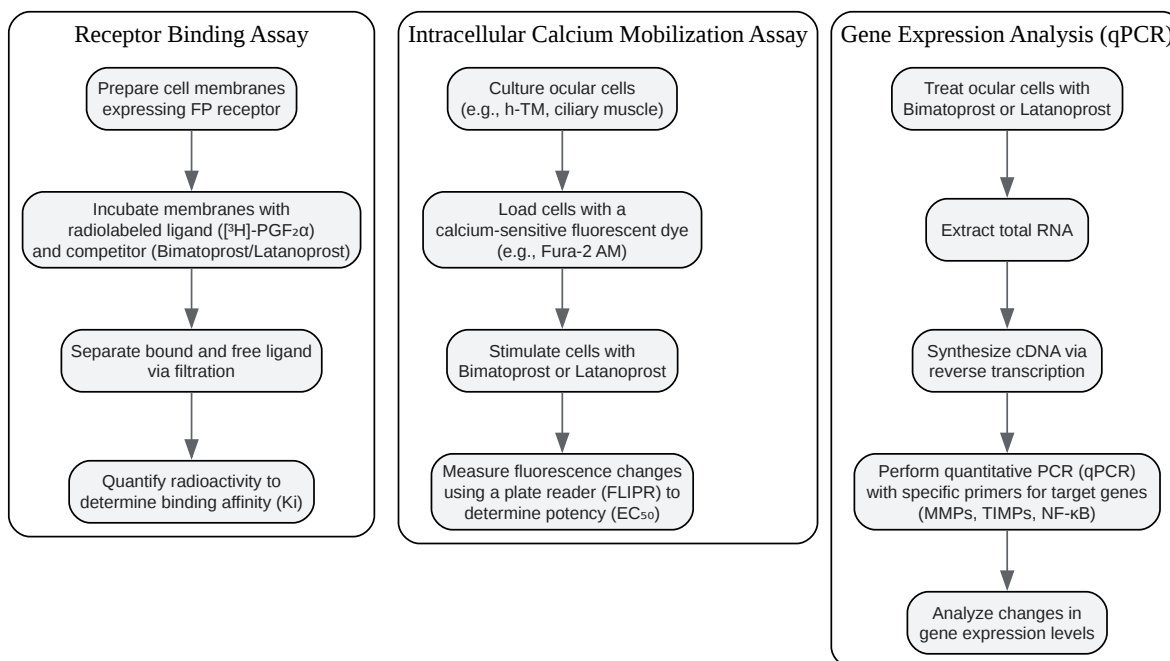 Receptor Binding Assay
Prepare cell membranes
expressing FP receptor
Incubate membranes with
radiolabeled ligand ([³H]-PGF₂α)
and competitor (Bimatoprost/Latanoprost)
Separate bound and free ligand
via filtration
Quantify radioactivity to
determine binding affinity (Ki)
Intracellular Calcium Mobilization Assay
Culture ocular cells
(e.g., h-TM, ciliary muscle)
Load cells with a
calcium-sensitive fluorescent dye
(e.g., Fura-2 AM)
Stimulate cells with
Bimatoprost or Latanoprost
Measure fluorescence changes
using a plate reader (FLIPR) to
determine potency (EC₅₀)
Gene Expression Analysis (qPCR)
Treat ocular cells with
Bimatoprost or Latanoprost
Extract total RNA
Synthesize cDNA via
reverse transcription
Perform quantitative PCR (qPCR)
with specific primers for target genes
(MMPs, TIMPs, NF-κB)
Analyze changes in
gene expression levels